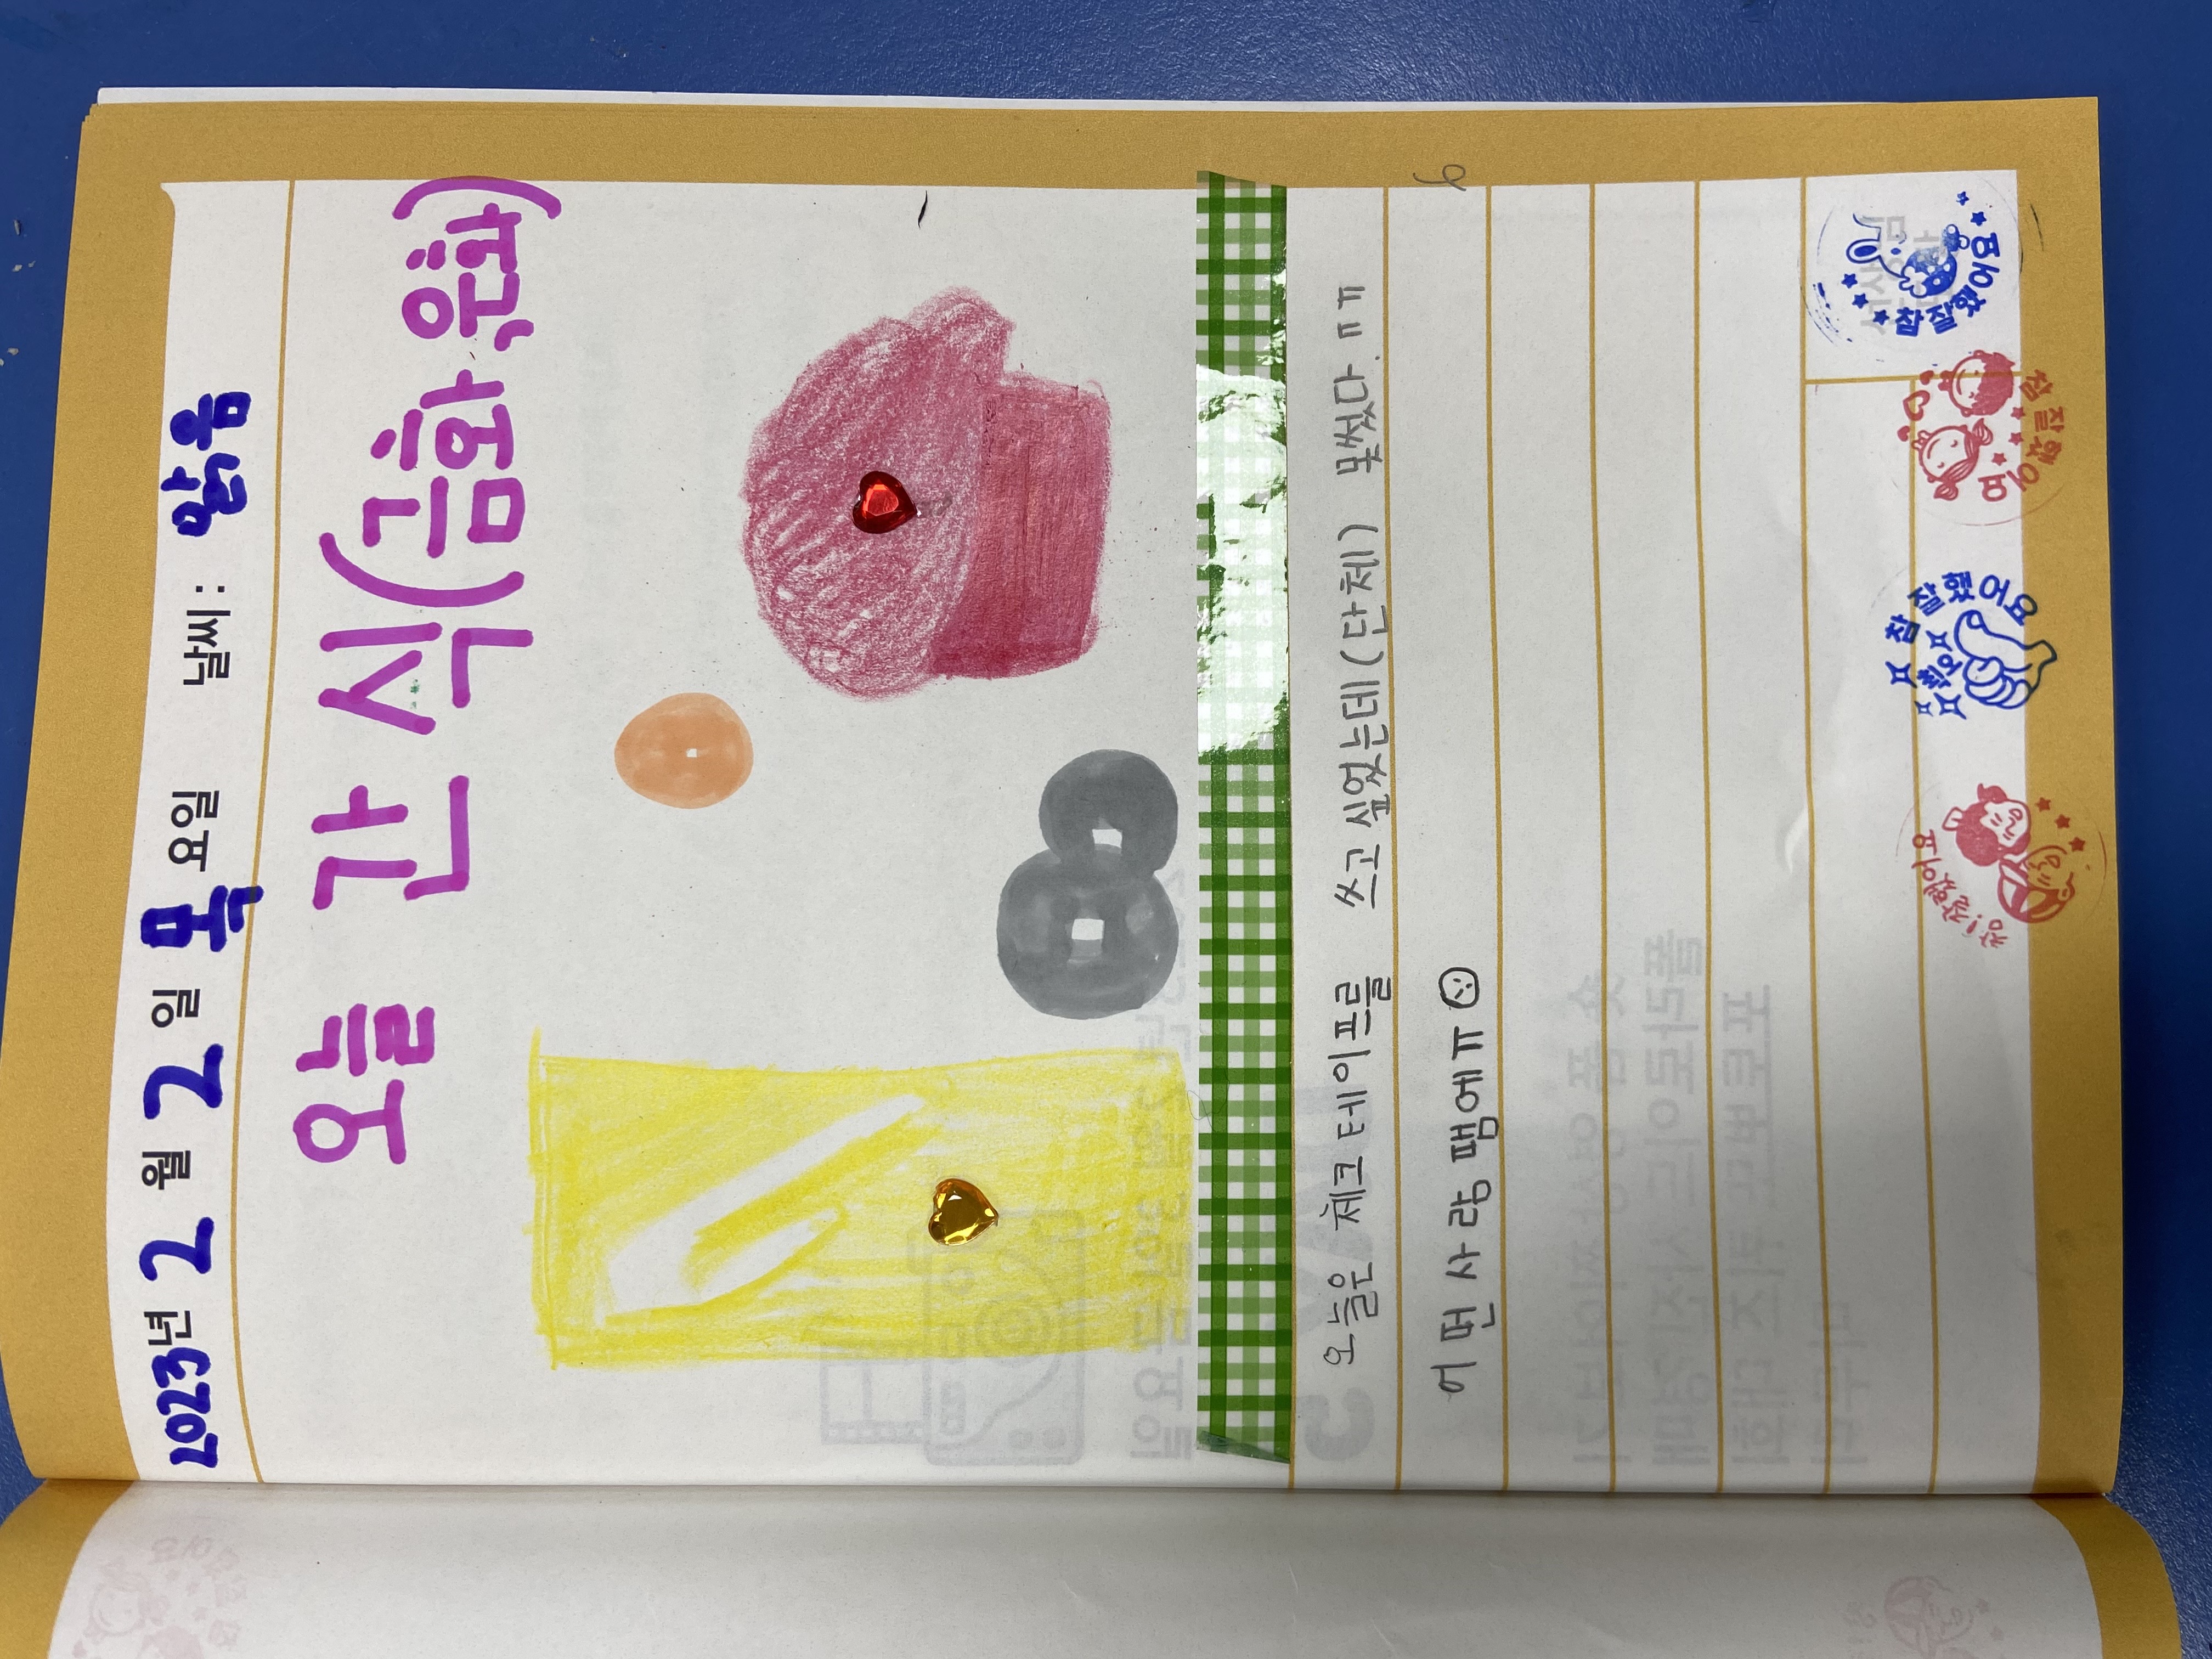 2023년 2월 2일 목요일 날씨: 맑음
오늘 간식(금화,은화)
오늘은 체크테이프를 쓰고싶었는데(단체) 못썼다. ㅠㅠ
어떤사람 땜에ㅠ
참!잘했어요
참 잘했어요
참 잘했어요
참잘했어요